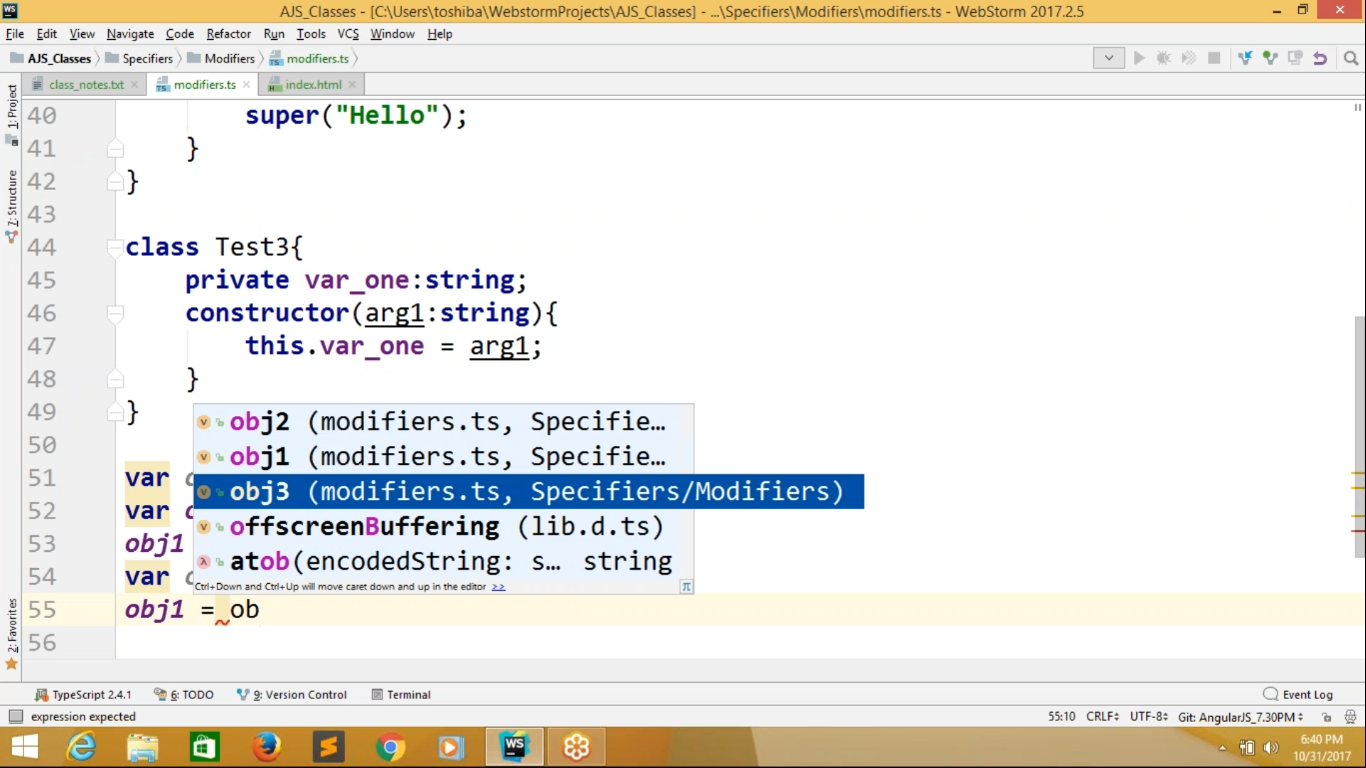 WS
AJS_Classes - [C:\Users\toshiba\WebstormProjects\AJS_Classes] - ...\Specifiers\Modifiers\modifiers.ts - WebStorm 2017.2.5
File Edit View Navigate Code Refactor Run Tools VCS Window Help
AJS_Classes Specifiers Modifiers modifiers.ts
class_notes.txt modifiers.ts index.html
1: Project
7: Structure
2: Favorites
40 super("Hello");
41 }
42 }
43
44 class Test3{
45 private var_one:string;
46 constructor(arg1:string){
47 this.var_one = arg1;
48 }
49 }
50
51 var
52 var
53 obj1
54 var
55 obj1 = ob
56
obj2 (modifiers.ts, Specifie…
obj1 (modifiers.ts, Specifie…
obj3 (modifiers.ts, Specifiers/Modifiers)
offscreenBuffering (lib.d.ts)
atob(encodedString: s… string
Ctrl+Down and Ctrl+Up will move caret down and up in the editor >>
π
TypeScript 2.4.1 6: TODO 9: Version Control Terminal Event Log
expression expected 55:10 CRLF UTF-8 Git: AngularJS_7.30PM
WS
6:40 PM
10/31/2017